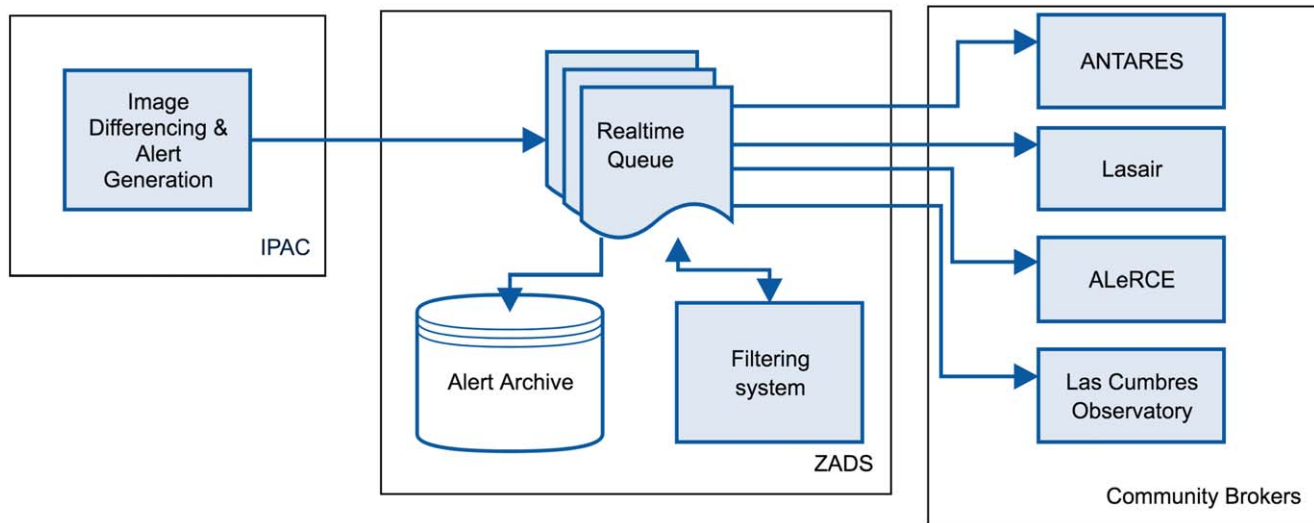 Image
Differencing &
Alert
Generation
IPAC
Realtime
Queue
Alert Archive
Filtering
system
ZADS
ANTARES
Lasair
ALeRCE
Las Cumbres
Observatory
Community Brokers